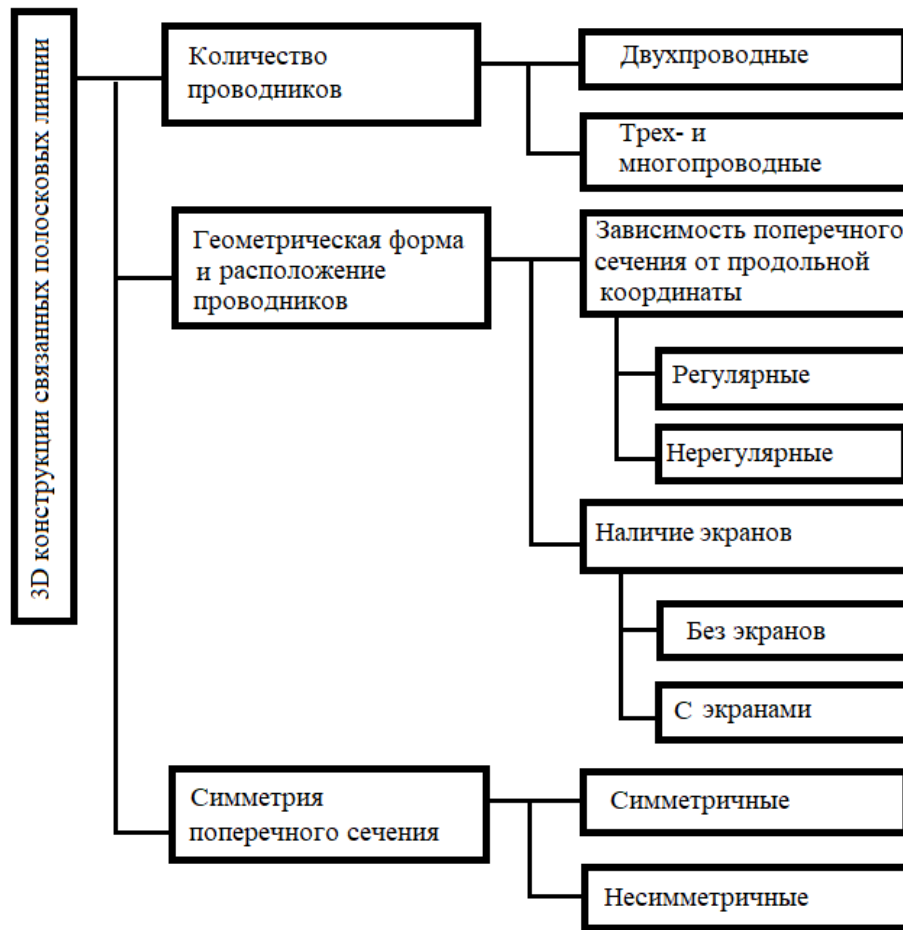 3D конструкции связанных полосковых линнии
Количество
проводников
Двухпроводные
Трех- и
многопроводные
Геометрическая форма
и расположение
проводников
Зависимость поперечного
сечения от продольной
координаты
Регулярные
Нерегулярные
Наличие экранов
Без экранов
С экранами
Симметрия
поперечного сечения
Симметричные
Несимметричные